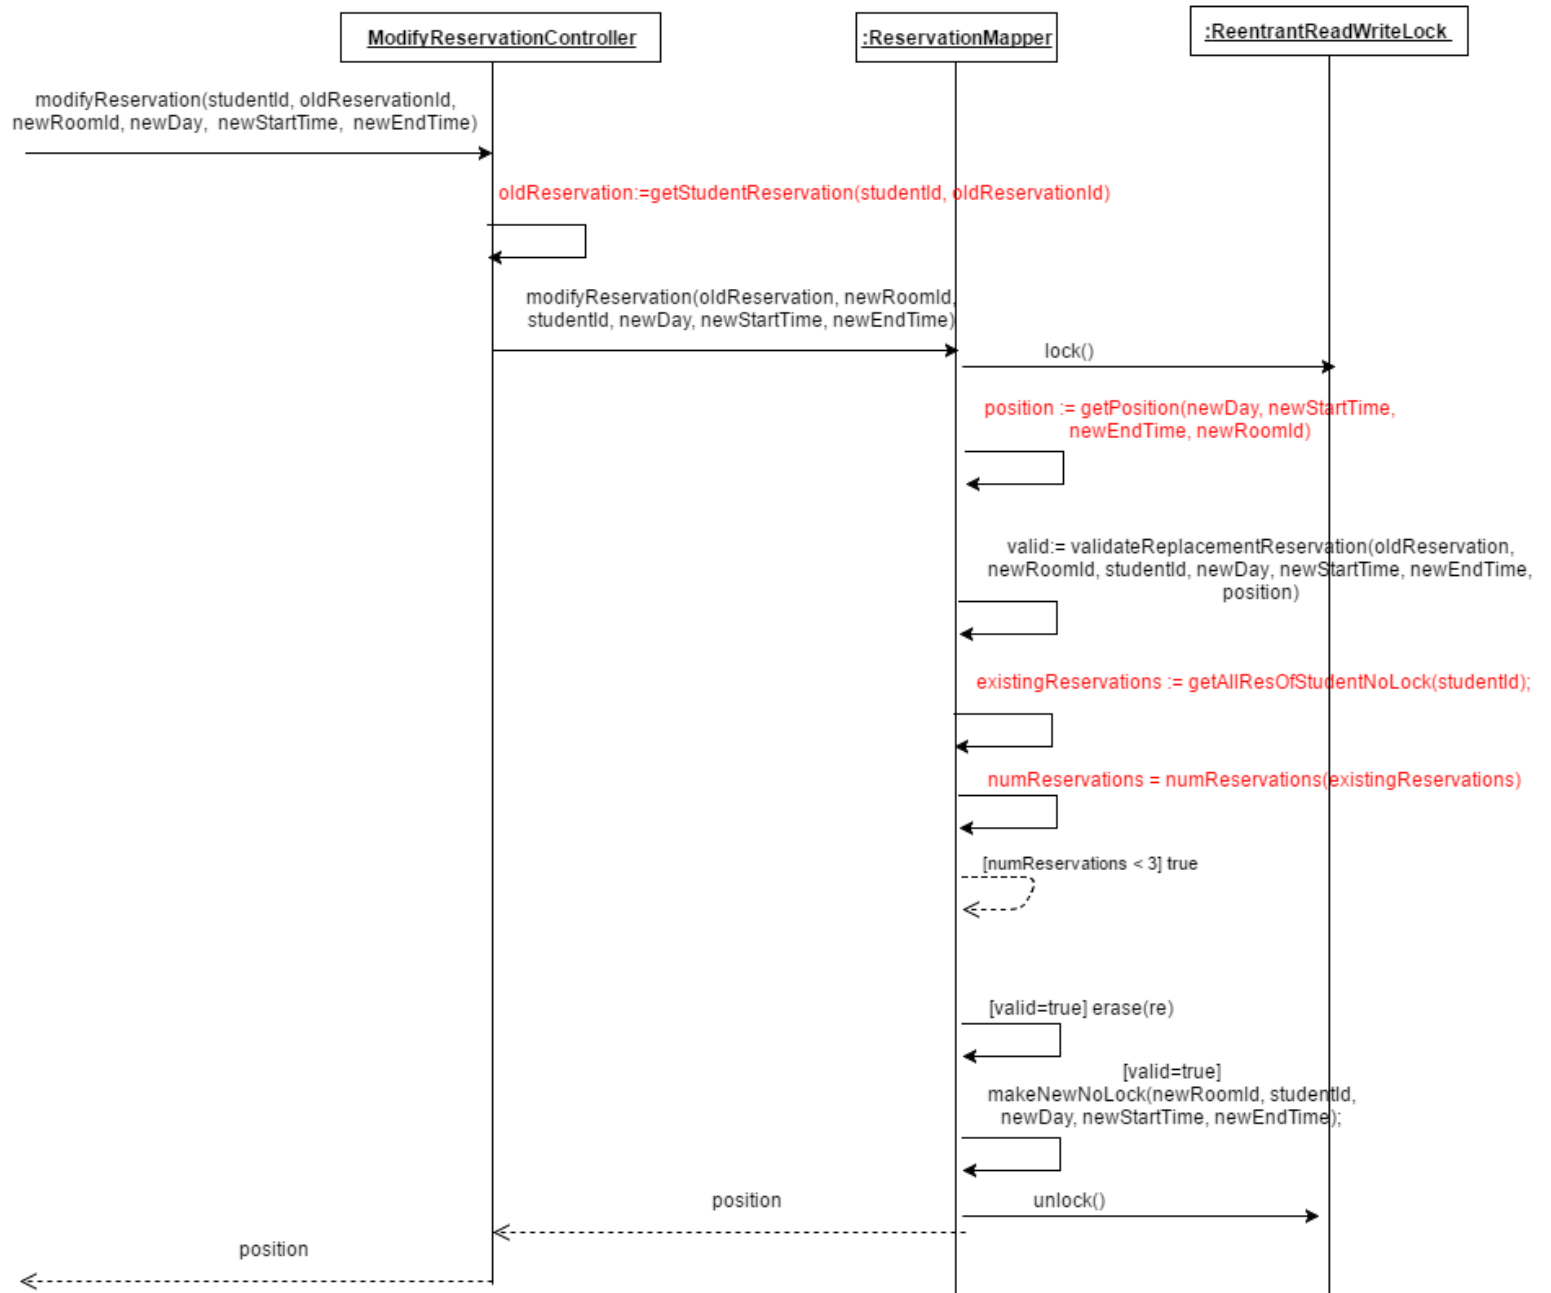 ModifyReservationController
:ReservationMapper
:ReentrantReadWriteLock
modifyReservation(studentId, oldReservationId,
newRoomId, newDay, newStartTime, newEndTime)
oldReservation:=getStudentReservation(studentId, oldReservationId)
modifyReservation(oldReservation, newRoomId,
studentId, newDay, newStartTime, newEndTime)
lock()
position := getPosition(newDay, newStartTime,
newEndTime, newRoomId)
valid:= validateReplacementReservation(oldReservation,
newRoomId, studentId, newDay, newStartTime, newEndTime,
position)
existingReservations := getAllResOfStudentNoLock(studentId);
numReservations = numReservations(existingReservations)
[numReservations < 3] true
[valid=true] erase(re)
[valid=true]
makeNewNoLock(newRoomId, studentId,
newDay, newStartTime, newEndTime);
position
unlock()
position